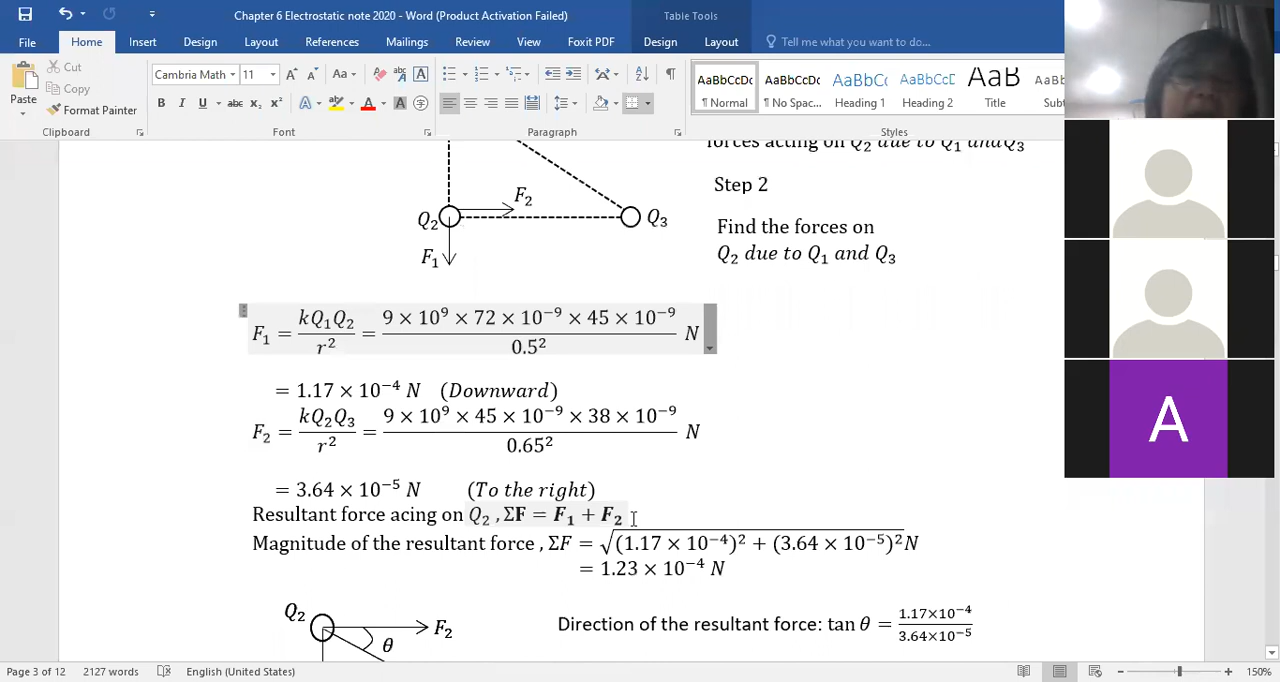 Chapter 6 Electrostatic note 2020 - Word (Product Activation Failed)
Table Tools
File Home Insert Design Layout References Mailings Review View Foxit PDF Design Layout Tell me what you want to do...
Paste
Cut
Copy
Format Painter
Cambria Math 11
Aa
B I U abc x₂ x²
A
AaBbCcDc AaBbCcDc AaBbCc AaBbCcC AaB AaBb
¶ Normal ¶ No Spac... Heading 1 Heading 2 Title Subt
Clipboard Font Paragraph Styles
forces acting on Q₂ due to Q₁ andQ₃
Step 2
F₂
Q₂ Q₃
F₁
Find the forces on
Q₂ due to Q₁ and Q₃
F₁ = kQ₁Q₂/r² = 9 × 10⁹ × 72 × 10⁻⁹ × 45 × 10⁻⁹/0.5² N
= 1.17 × 10⁻⁴ N (Downward)
F₂ = kQ₂Q₃/r² = 9 × 10⁹ × 45 × 10⁻⁹ × 38 × 10⁻⁹/0.65² N
= 3.64 × 10⁻⁵ N (To the right)
Resultant force acing on Q₂ , ΣF = F₁ + F₂
Magnitude of the resultant force , ΣF = √(1.17 × 10⁻⁴)² + (3.64 × 10⁻⁵)² N
= 1.23 × 10⁻⁴ N
Q₂ F₂
θ
Direction of the resultant force: tan θ = 1.17×10⁻⁴/3.64×10⁻⁵
A
Page 3 of 12 2127 words English (United States) 150%